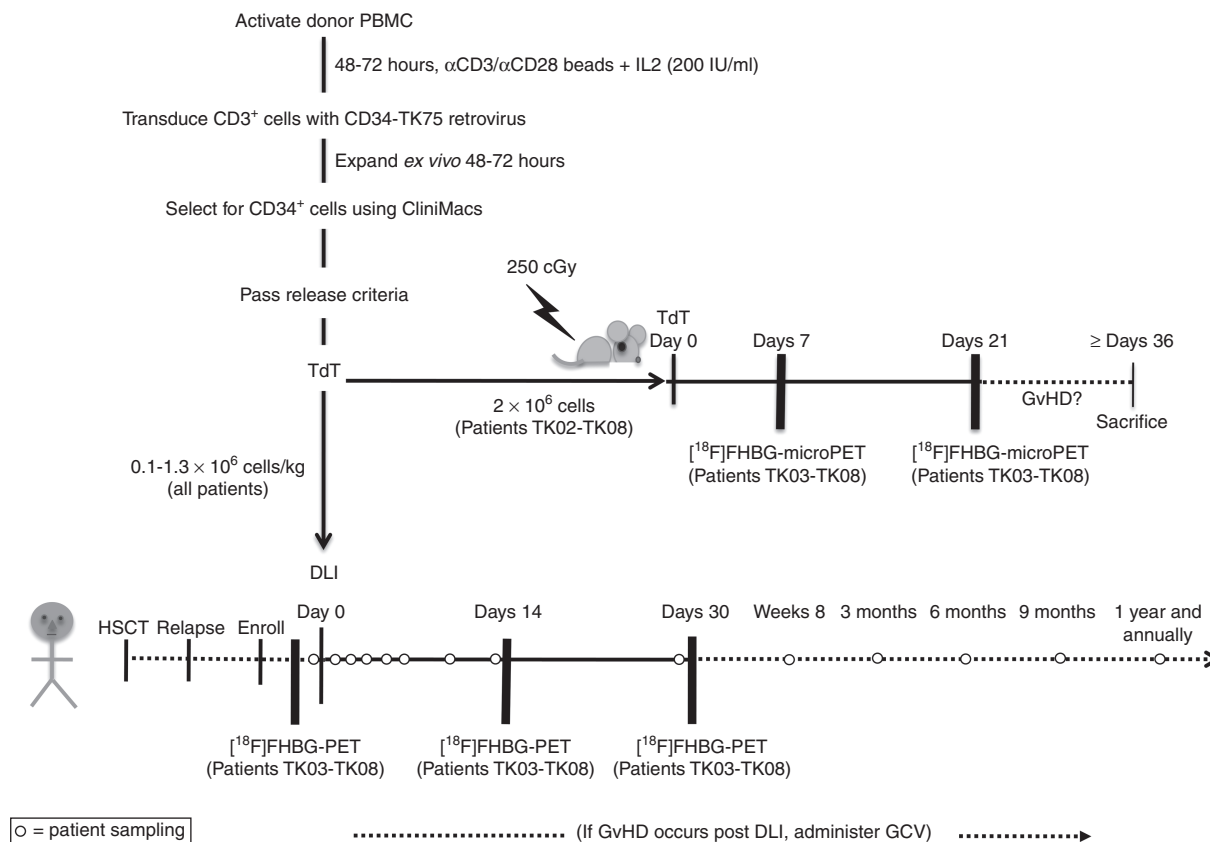 Activate donor PBMC
48-72 hours, αCD3/αCD28 beads + IL2 (200 IU/ml)
Transduce CD3⁺ cells with CD34-TK75 retrovirus
Expand ex vivo 48-72 hours
Select for CD34⁺ cells using CliniMacs
Pass release criteria
TdT
250 cGy
TdT
Day 0
Days 7
Days 21
≥ Days 36
2 × 10⁶ cells
(Patients TK02-TK08)
GvHD?
Sacrifice
[¹⁸F]FHBG-microPET
(Patients TK03-TK08)
[¹⁸F]FHBG-microPET
(Patients TK03-TK08)
0.1-1.3 × 10⁶ cells/kg
(all patients)
DLI
HSCT
Relapse
Enroll
Day 0
Days 14
Days 30
Weeks 8
3 months
6 months
9 months
1 year and
annually
[¹⁸F]FHBG-PET
(Patients TK03-TK08)
[¹⁸F]FHBG-PET
(Patients TK03-TK08)
[¹⁸F]FHBG-PET
(Patients TK03-TK08)
= patient sampling
(If GvHD occurs post DLI, administer GCV)